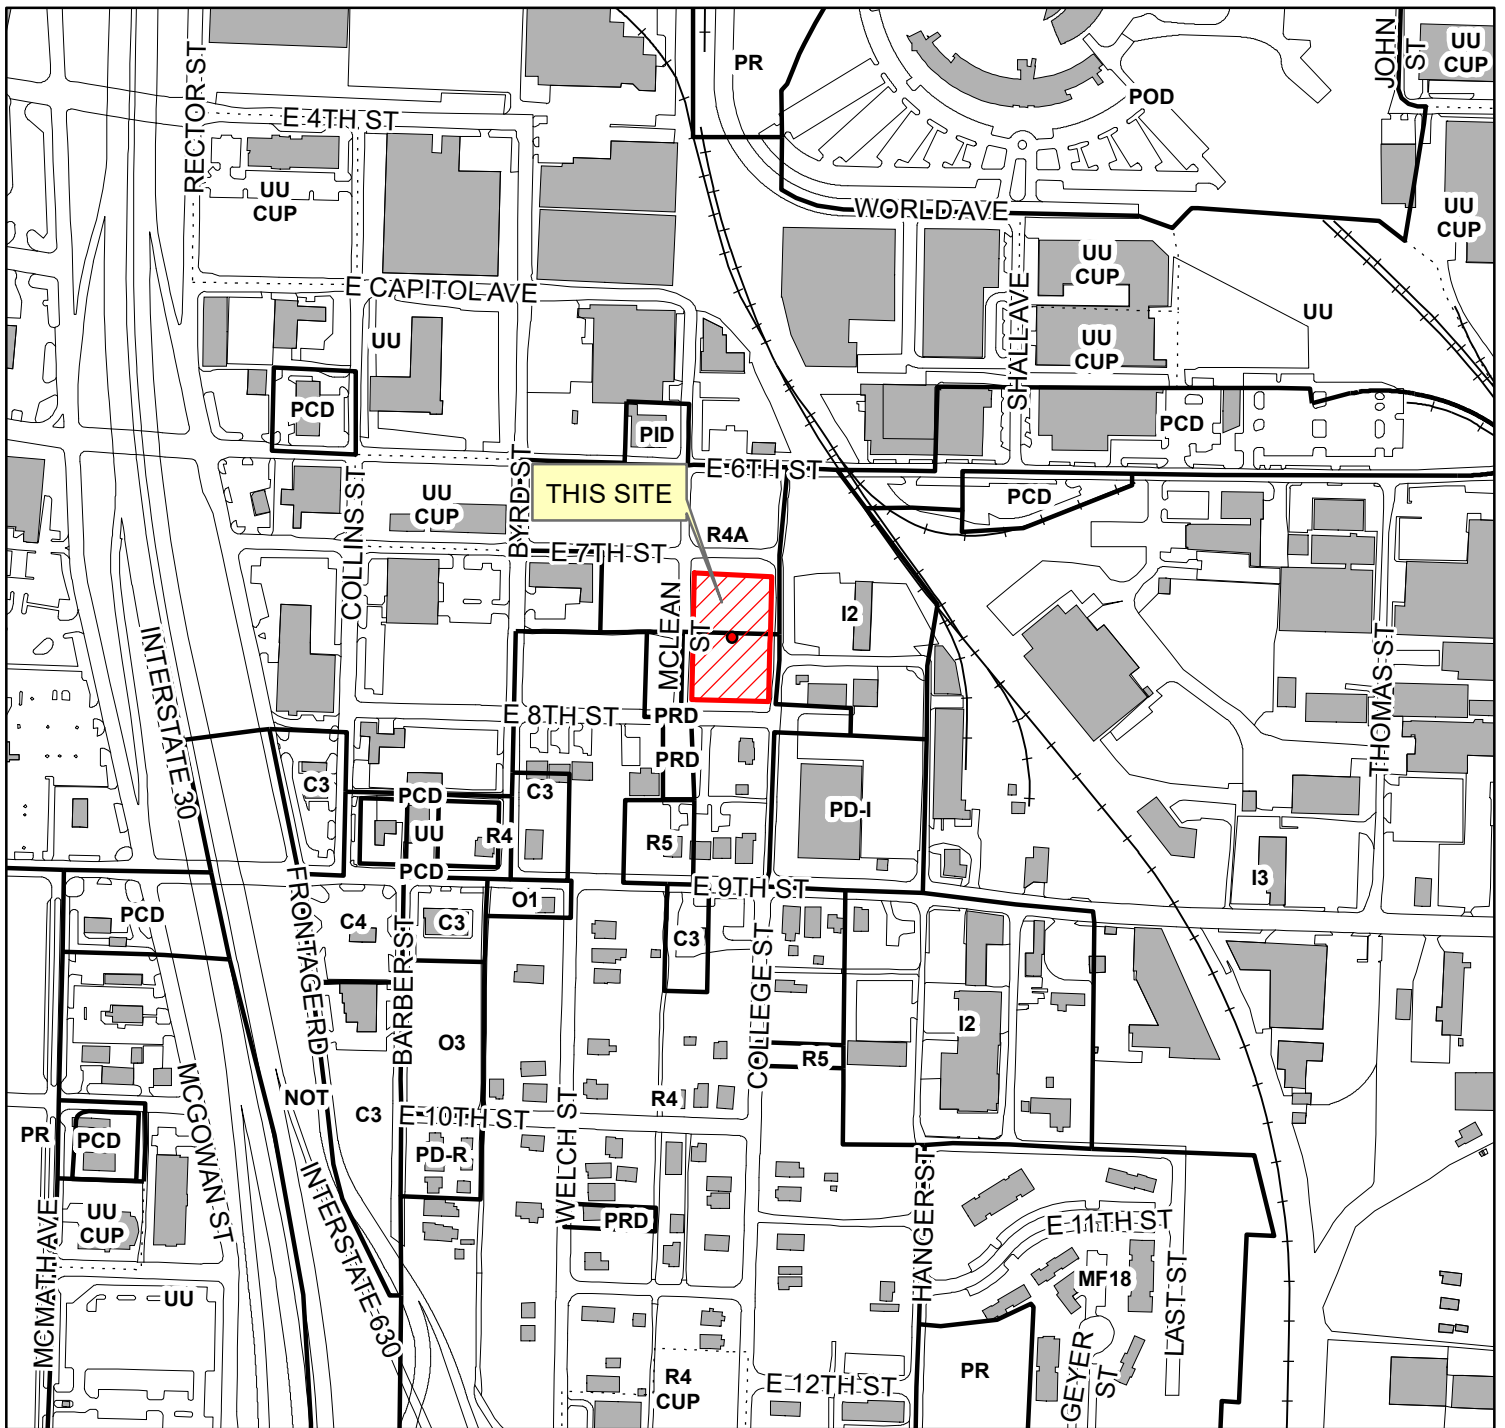 JOHN
ST
UU
CUP
RECTOR ST
PR
POD
E 4TH ST
UU
CUP
WORLD AVE
UU
CUP
UU
CUP
E CAPITOL AVE
SHALL AVE
UU
UU
UU
CUP
PCD
PID
PCD
E 6TH ST
THIS SITE
BYRD ST
COLLINS ST
UU
CUP
PCD
R4A
E 7TH ST
MCLEAN
ST
I2
INTERSTATE 30
THOMAS ST
E 8TH ST
PRD
PRD
C3
PCD
C3
UU
R4
PD-I
R5
PCD
I3
E 9TH ST
FRONTAGE RD
PCD
C4
BARBER ST
C3
O1
C3
COLLEGE ST
I2
O3
R5
MCGOWAN ST
NOT
C3
E 10TH ST
WELCH ST
R4
PR
PCD
PD-R
HANGER ST
MCMATH AVE
UU
CUP
INTERSTATE 630
PRD
E 11TH ST
LAST ST
MF18
UU
PR
GEYER
ST
R4
CUP
E 12TH ST